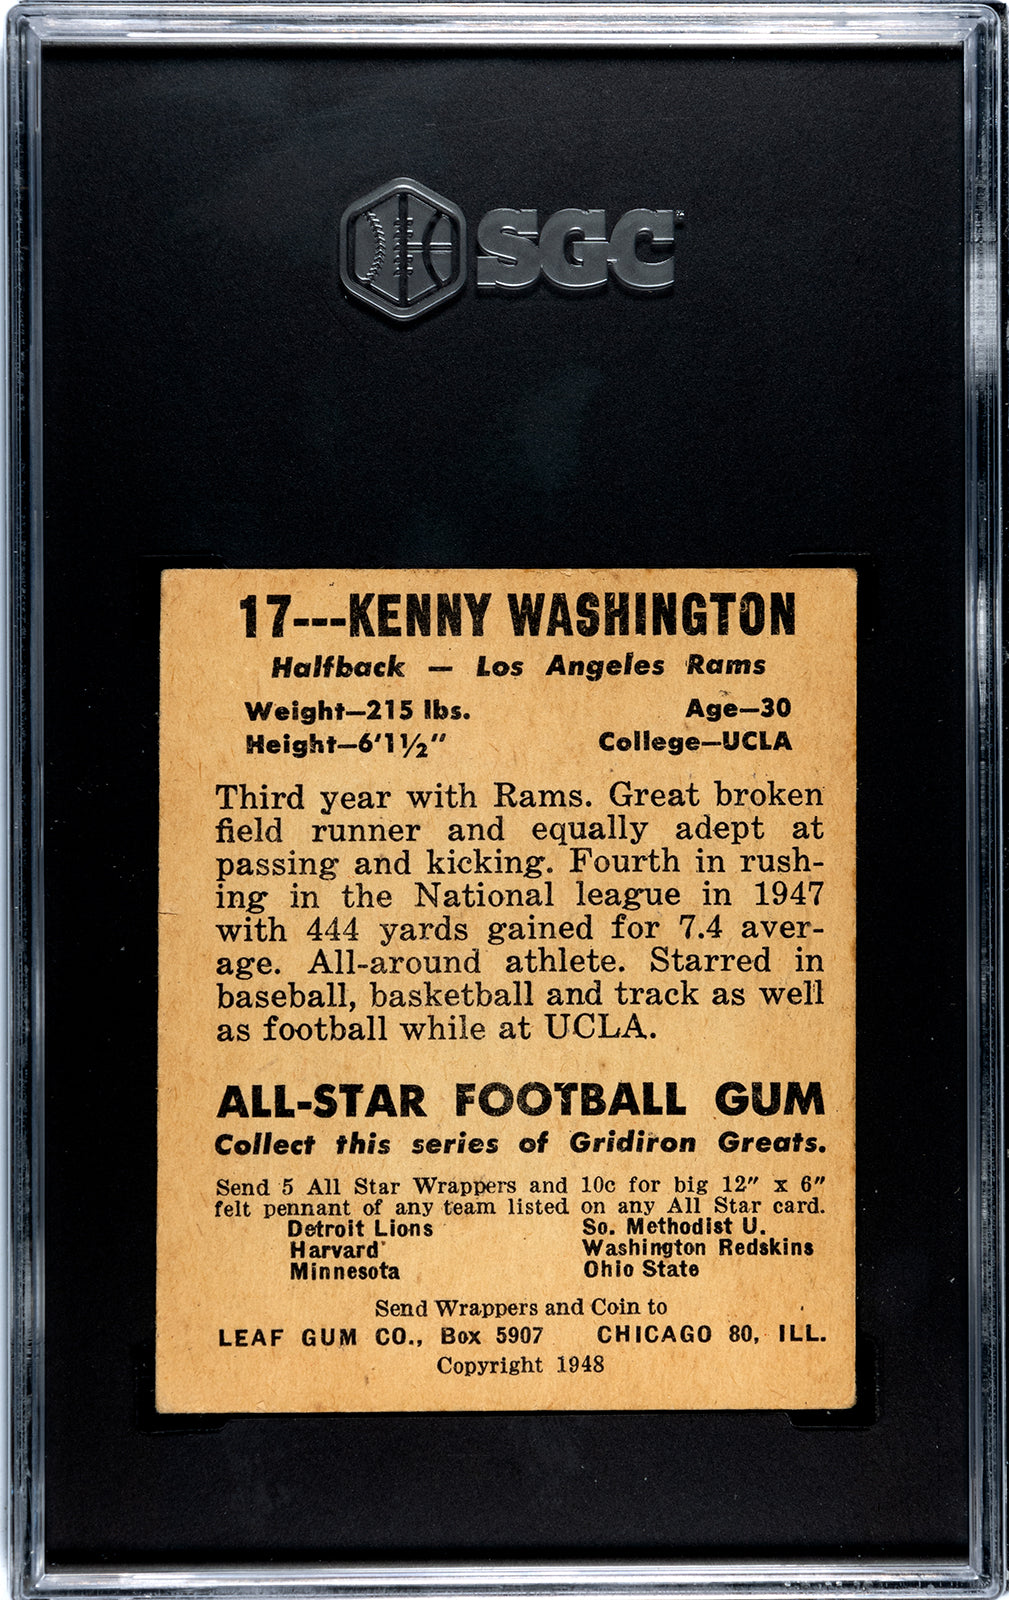 SGC
17---KENNY WASHINGTON
Halfback — Los Angeles Rams
Weight—215 lbs. Age—30
Height—6'1½" College—UCLA
Third year with Rams. Great broken
field runner and equally adept at
passing and kicking. Fourth in rush-
ing in the National league in 1947
with 444 yards gained for 7.4 aver-
age. All-around athlete. Starred in
baseball, basketball and track as well
as football while at UCLA.
ALL-STAR FOOTBALL GUM
Collect this series of Gridiron Greats.
Send 5 All Star Wrappers and 10c for big 12" x 6"
felt pennant of any team listed on any All Star card.
Detroit Lions So. Methodist U.
Harvard Washington Redskins
Minnesota Ohio State
Send Wrappers and Coin to
LEAF GUM CO., Box 5907 CHICAGO 80, ILL.
Copyright 1948